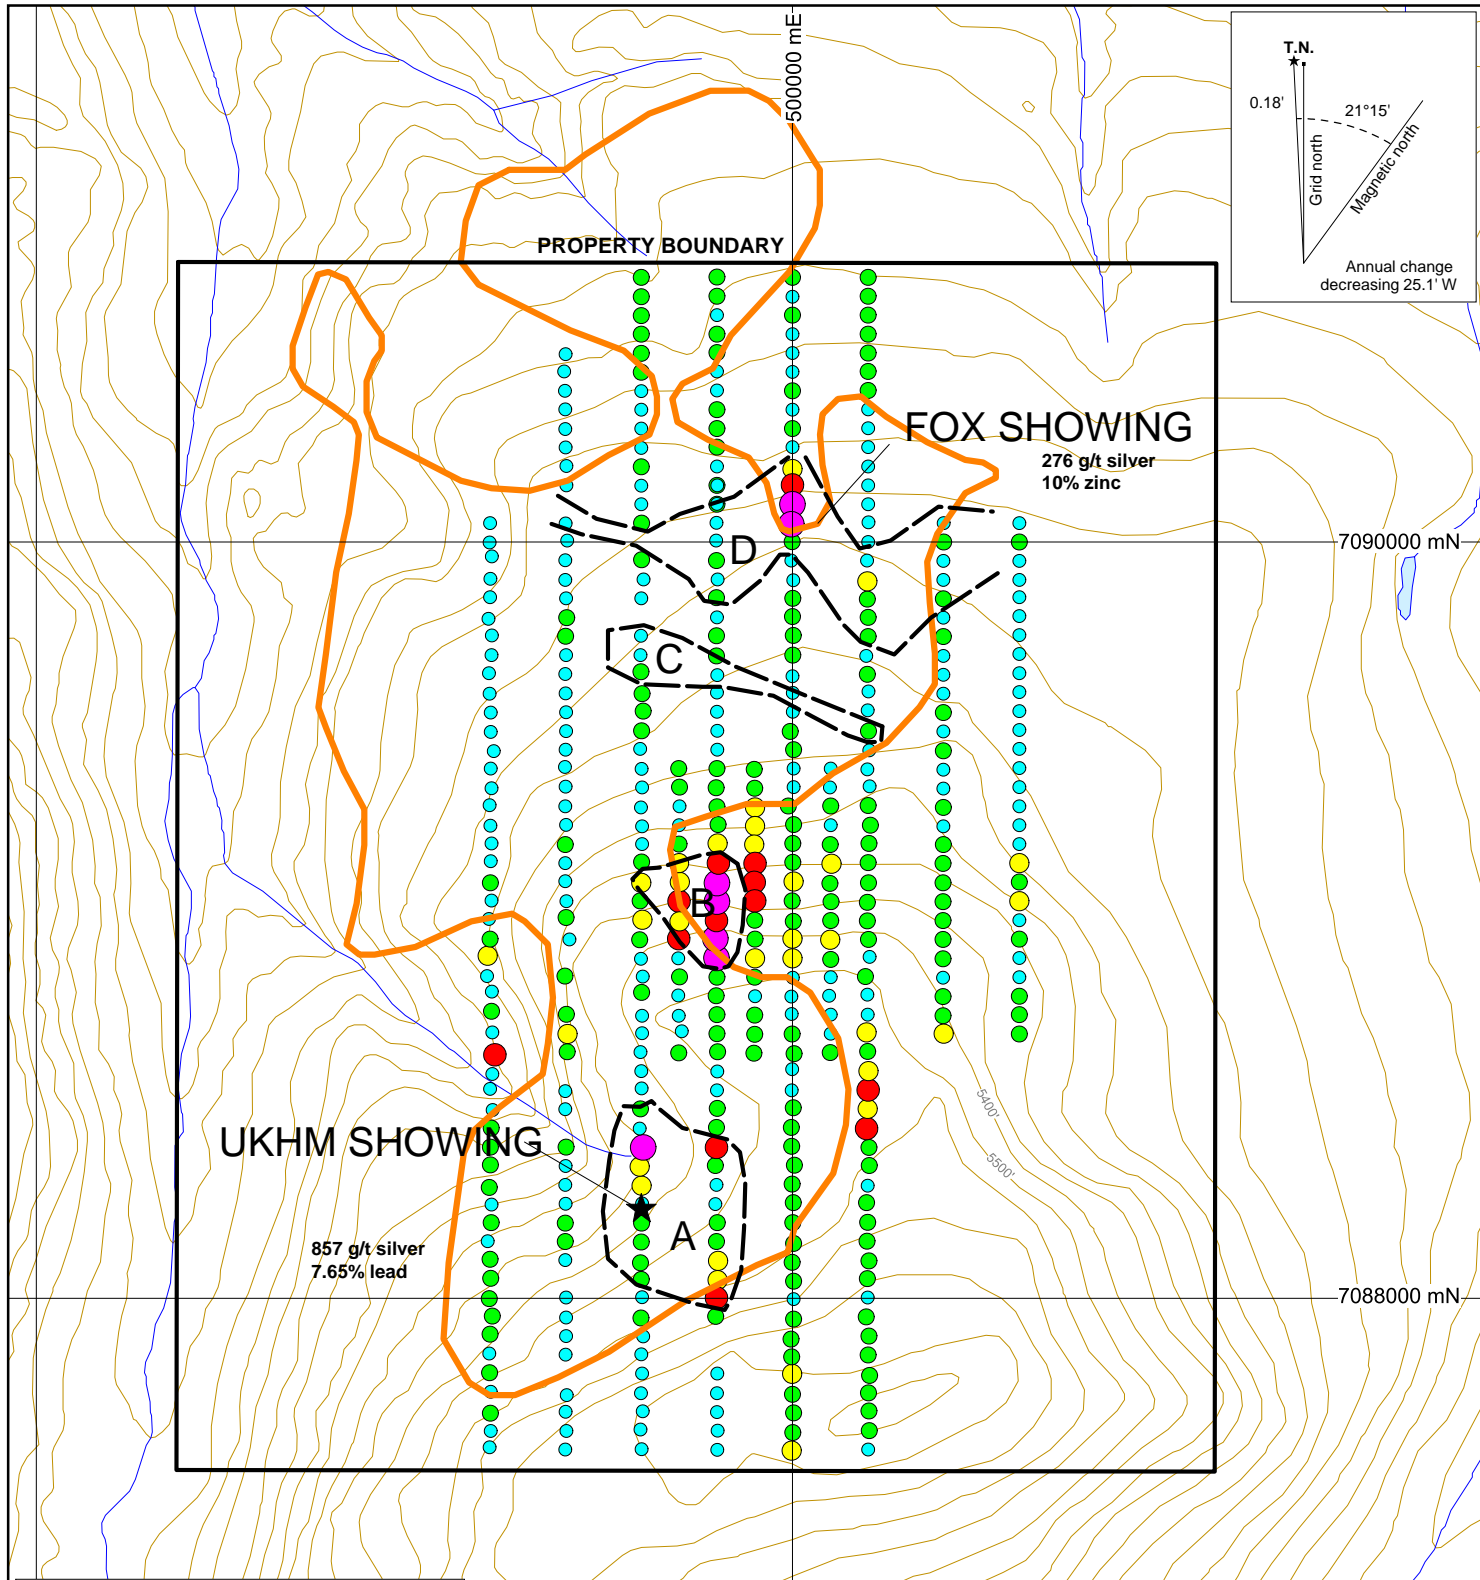 500000 mE
T.N.
0.18'
21°15'
Grid north
Magnetic north
Annual change
decreasing 25.1' W
PROPERTY BOUNDARY
FOX SHOWING
276 g/t silver
10% zinc
D
7090000 mN
C
B
5400'
UKHM SHOWING
5500'
A
857 g/t silver
7.65% lead
7088000 mN